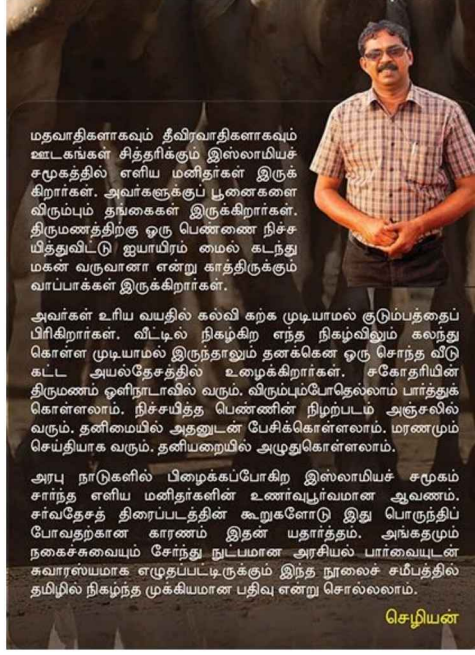 மதவாதிகளாகவும் தீவிரவாதிகளாகவும்
ஊடகங்கள் சித்தரிக்கும் இஸ்லாமியச்
சமூகத்தில் எளிய மனிதர்கள் இருக்
கிறார்கள். அவர்களுக்குப் பூனைகளை
விரும்பும் தங்கைகள் இருக்கிறார்கள்.
திருமணத்திற்கு ஒரு பெண்ணை நிச்ச
யித்துவிட்டு ஐயாயிரம் மைல் கடந்து
மகன் வருவானா என்று காத்திருக்கும்
வாப்பாக்கள் இருக்கிறார்கள்.
அவர்கள் உரிய வயதில் கல்வி கற்க முடியாமல் குடும்பத்தைப்
பிரிகிறார்கள். வீட்டில் நிகழ்கிற எந்த நிகழ்விலும் கலந்து
கொள்ள முடியாமல் இருந்தாலும் தனக்கென ஒரு சொந்த வீடு
கட்ட அயல்தேசத்தில் உழைக்கிறார்கள். சகோதரியின்
திருமணம் ஒளிநாடாவில் வரும். விரும்பும்போதெல்லாம் பார்த்துக்
கொள்ளலாம். நிச்சயித்த பெண்ணின் நிழற்படம் அஞ்சலில்
வரும். தனிமையில் அதனுடன் பேசிக்கொள்ளலாம். மரணமும்
செய்தியாக வரும். தனியறையில் அழுதுகொள்ளலாம்.
அரபு நாடுகளில் பிழைக்கப்போகிற இஸ்லாமியச் சமூகம்
சார்ந்த எளிய மனிதர்களின் உணர்வுபூர்வமான ஆவணம்.
சர்வதேசத் திரைப்படத்தின் கூறுகளோடு இது பொருந்திப்
போவதற்கான காரணம் இதன் யதார்த்தம். அங்கதமும்
நகைச்சுவையும் சேர்ந்து நுட்பமான அரசியல் பார்வையுடன்
சுவாரஸ்யமாக எழுதப்பட்டிருக்கும் இந்த நூலைச் சமீபத்தில்
தமிழில் நிகழ்ந்த முக்கியமான பதிவு என்று சொல்லலாம்.
செழியன்